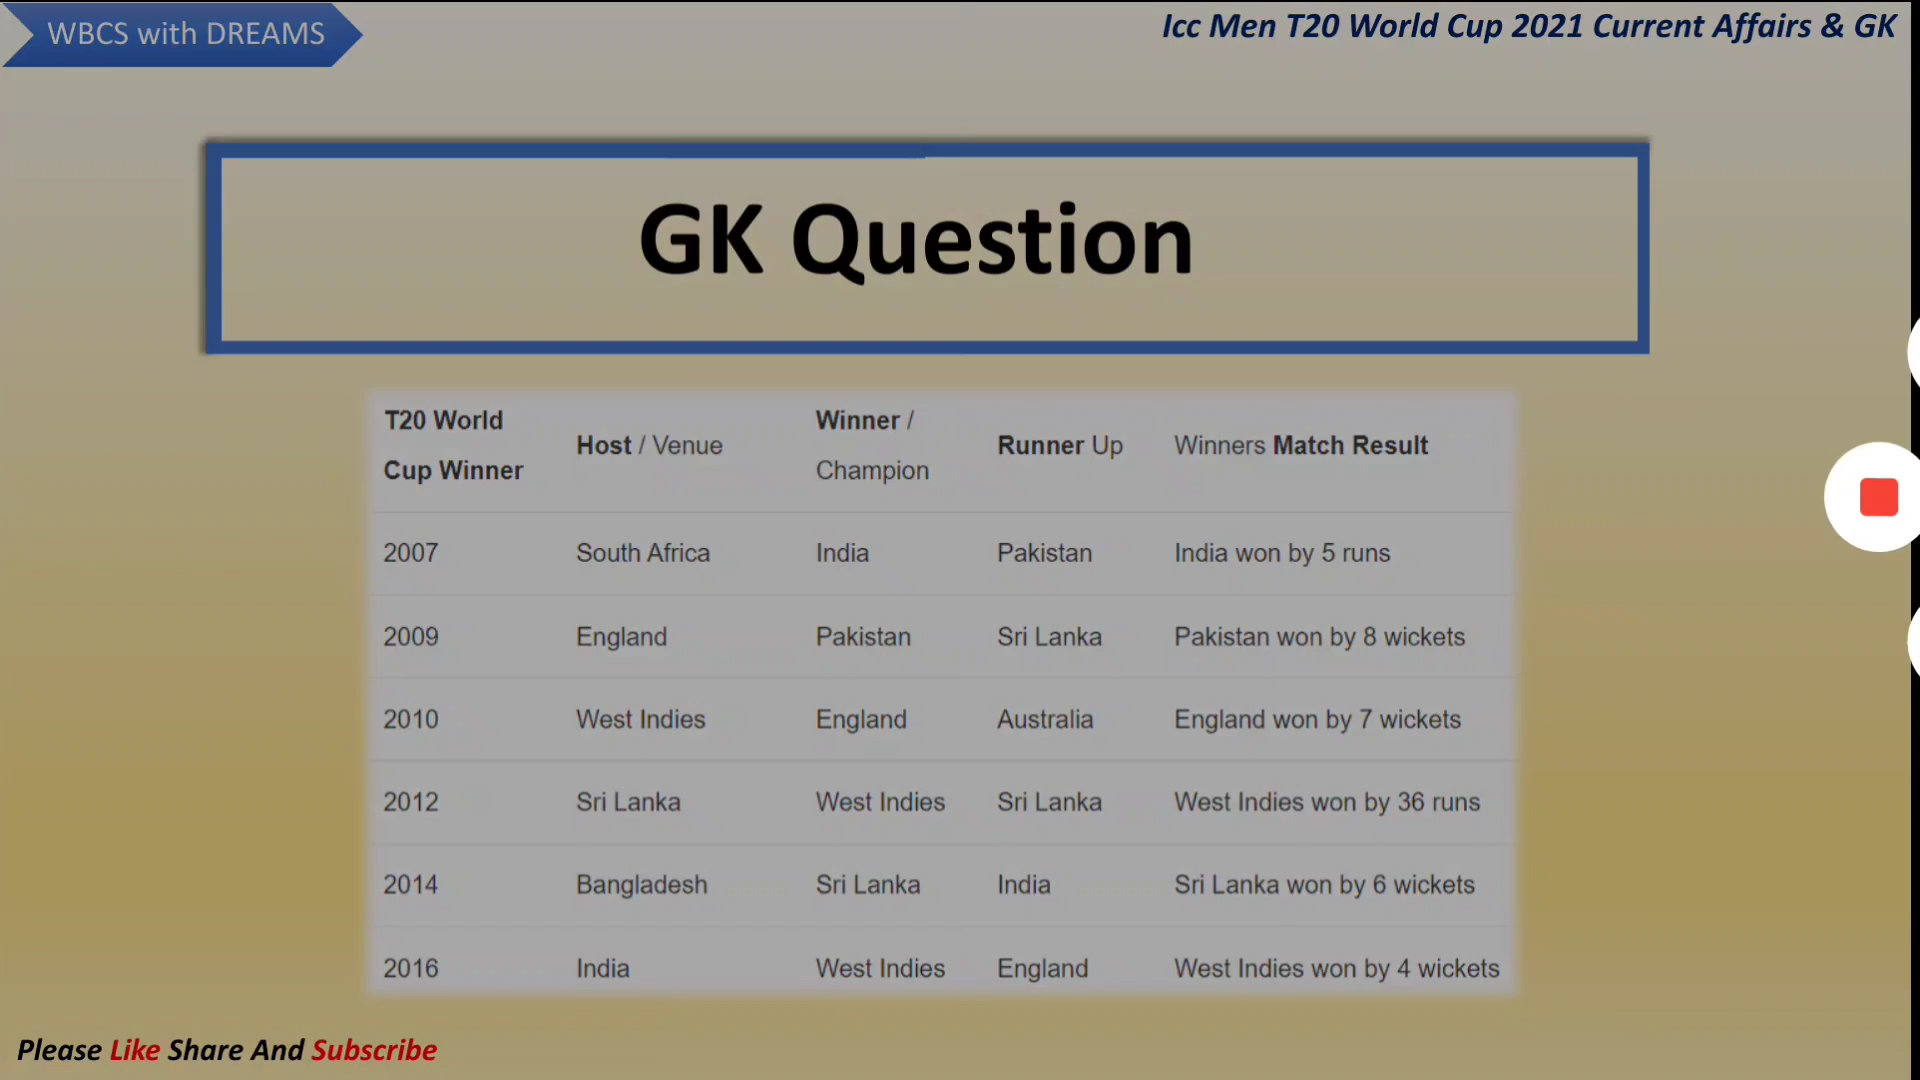 WBCS with DREAMS
Icc Men T20 World Cup 2021 Current Affairs & GK
GK Question
T20 World Cup Winner Host / Venue Winner / Champion Runner Up Winners Match Result
2007 South Africa India Pakistan India won by 5 runs
2009 England Pakistan Sri Lanka Pakistan won by 8 wickets
2010 West Indies England Australia England won by 7 wickets
2012 Sri Lanka West Indies Sri Lanka West Indies won by 36 runs
2014 Bangladesh Sri Lanka India Sri Lanka won by 6 wickets
2016 India West Indies England West Indies won by 4 wickets
Please Like Share And Subscribe